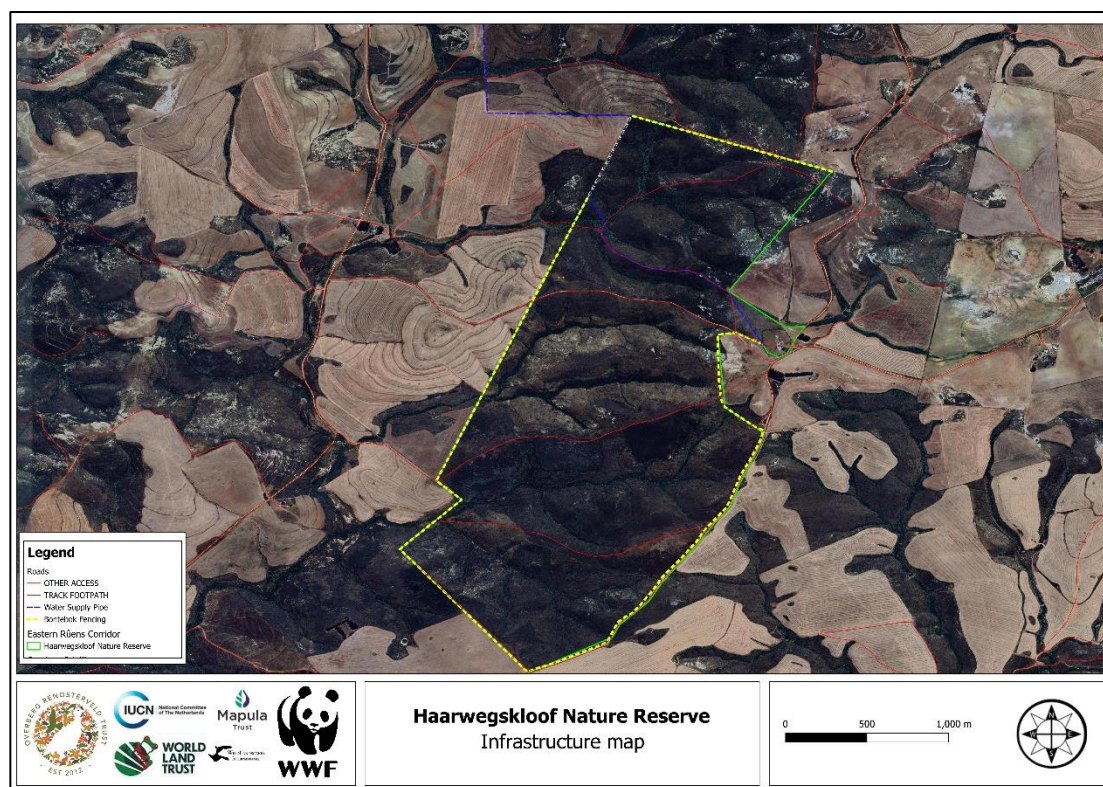 Legend
Roads
OTHER ACCESS
TRACK FOOTPATH
Water Supply Pipe
Bontebok Fencing
Eastern Rûens Corridor
Haarwegskloof Nature Reserve
OVERBERG RENOSTERVELD TRUST
EST 2012
IUCN
National Committee
of The Netherlands
Mapula
Trust
WORLD
LAND
TRUST
WWF
Haarwegskloof Nature Reserve
Infrastructure map
0 500 1,000 m
N
W E
S